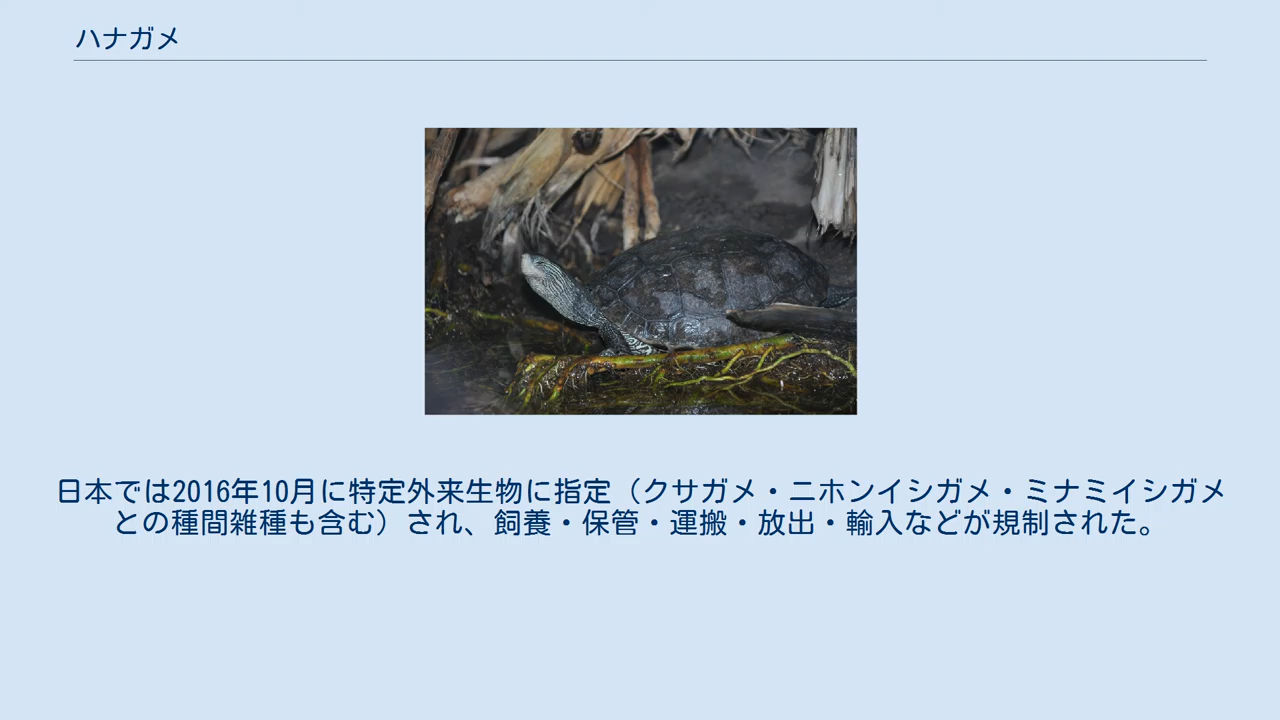 ハナガメ
日本では2016年10月に特定外来生物に指定（クサガメ・ニホンイシガメ・ミナミイシガメ
との種間雑種も含む）され、飼養・保管・運搬・放出・輸入などが規制された。